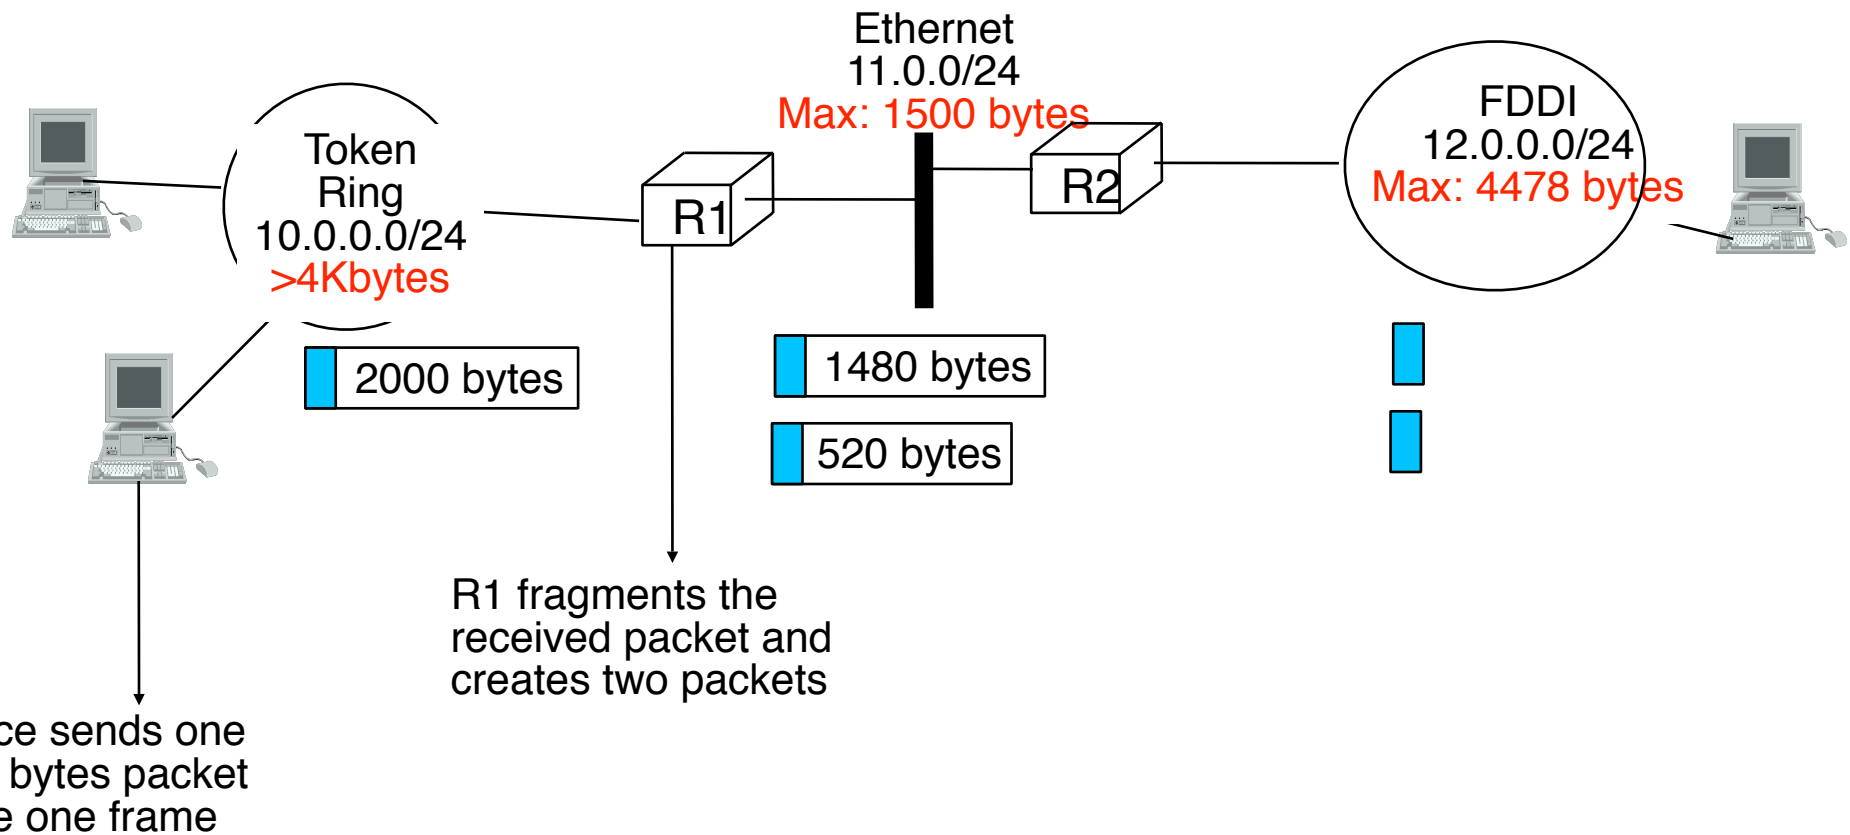 Ethernet
11.0.0/24
Max: 1500 bytes
FDDI
12.0.0.0/24
Max: 4478 bytes
Token
Ring
10.0.0.0/24
>4Kbytes
R1
R2
2000 bytes
1480 bytes
520 bytes
R1 fragments the
received packet and
creates two packets
ce sends one
bytes packet
e one frame